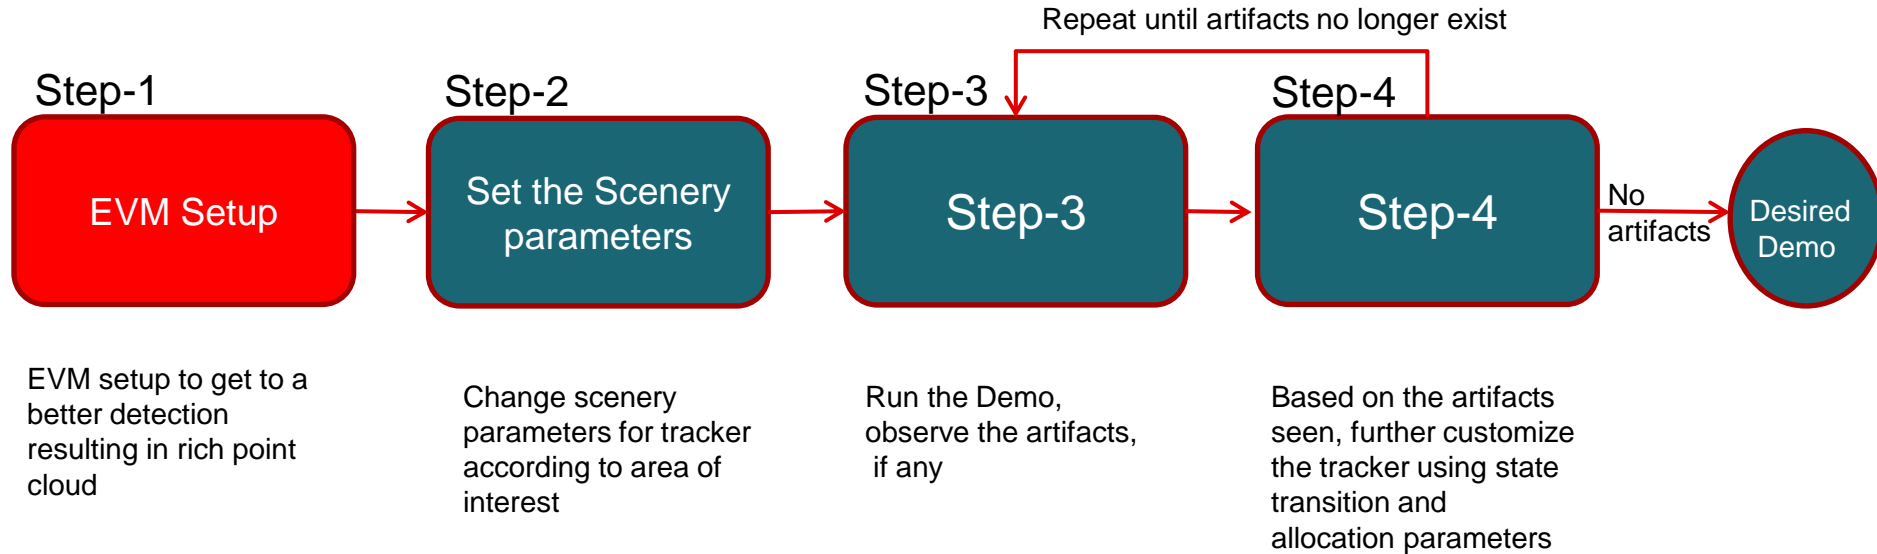 Repeat until artifacts no longer exist
Step-1
Step-2
Step-3
Step-4
EVM Setup
Set the Scenery
parameters
Step-3
Step-4
No
artifacts
Desired
Demo
EVM setup to get to a
better detection
resulting in rich point
cloud
Change scenery
parameters for tracker
according to area of
interest
Run the Demo,
observe the artifacts,
if any
Based on the artifacts
seen, further customize
the tracker using state
transition and
allocation parameters